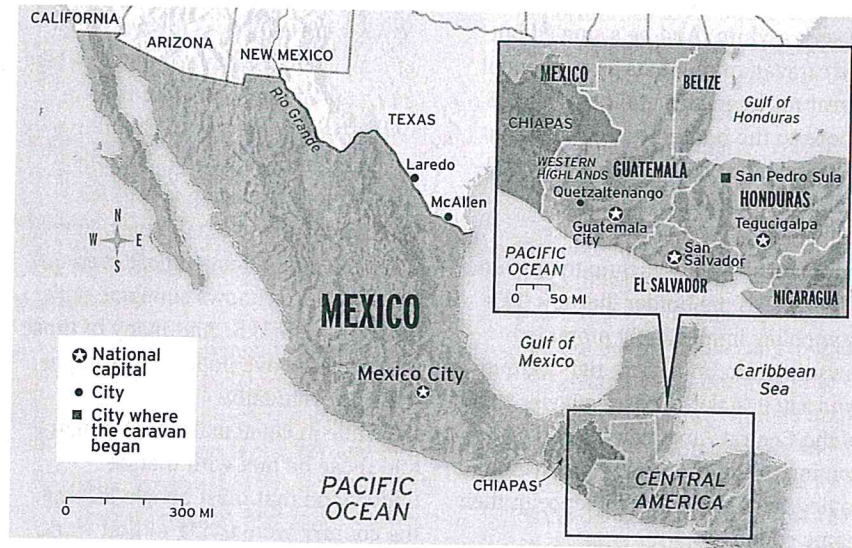 CALIFORNIA
ARIZONA
NEW MEXICO
TEXAS
Rio Grande
Laredo
McAllen
N
W E
S
MEXICO
Mexico City
Gulf of
Mexico
Caribbean
Sea
PACIFIC
OCEAN
CHIAPAS
CENTRAL
AMERICA
National
capital
City
City where
the caravan
began
0 300 MI
MEXICO
BELIZE
Gulf of
Honduras
CHIAPAS
WESTERN
HIGHLANDS
GUATEMALA
Quetzaltenango
Guatemala
City
San Pedro Sula
HONDURAS
Tegucigalpa
San
Salvador
EL SALVADOR
NICARAGUA
PACIFIC
OCEAN
0 50 MI